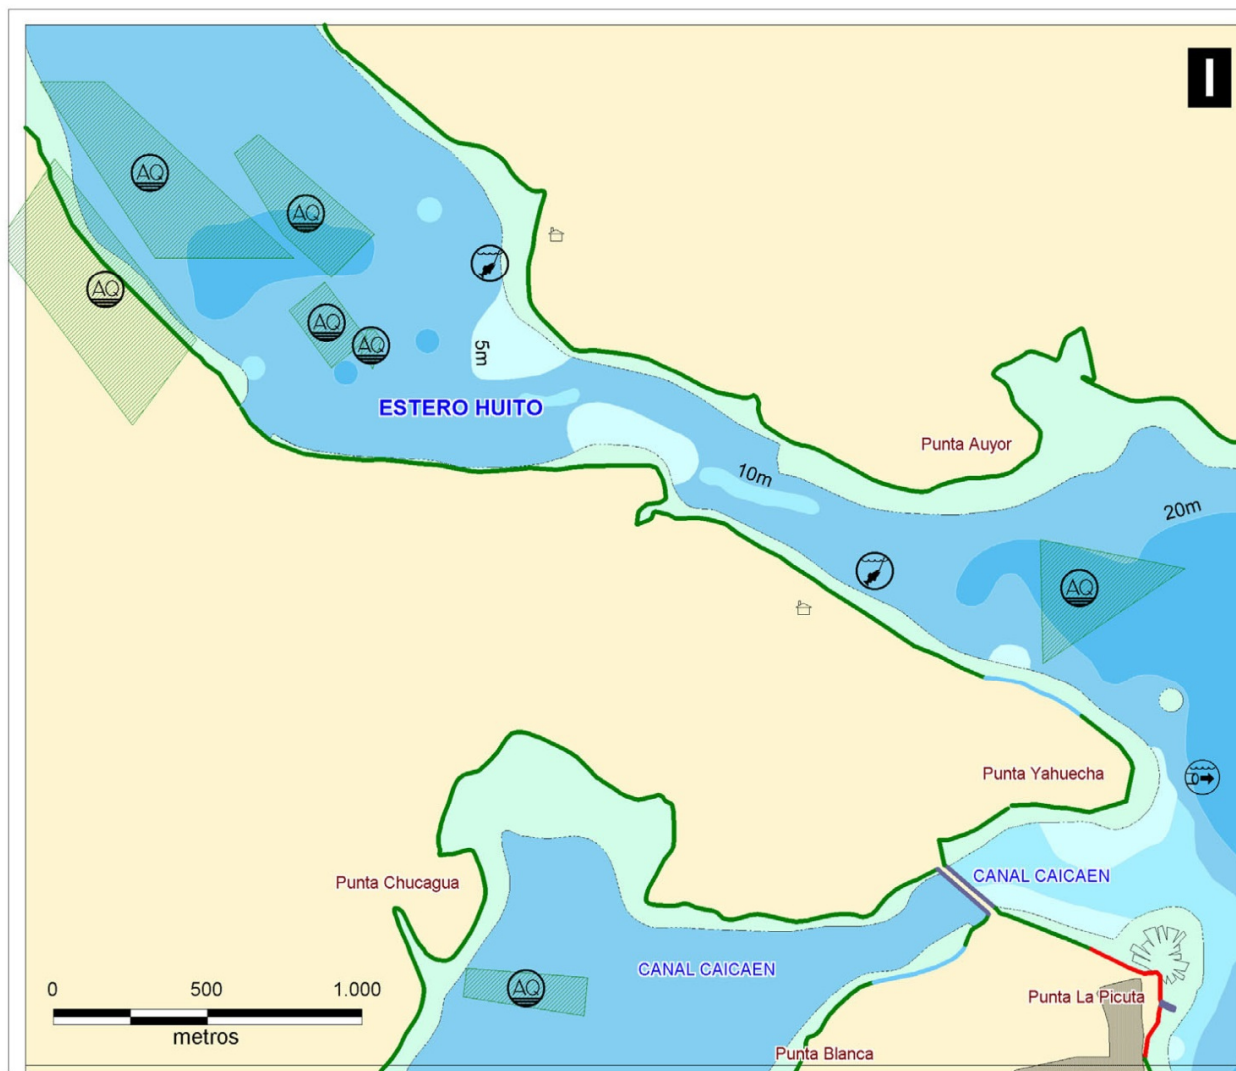 I
AQ
AQ
AQ
AQ
AQ
5m
ESTERO HUITO
Punta Auyor
10m
20m
AQ
Punta Yahuecha
Punta Chucagua
CANAL CAICAEN
CANAL CAICAEN
AQ
0 500 1.000
metros
Punta La Picuta
Punta Blanca